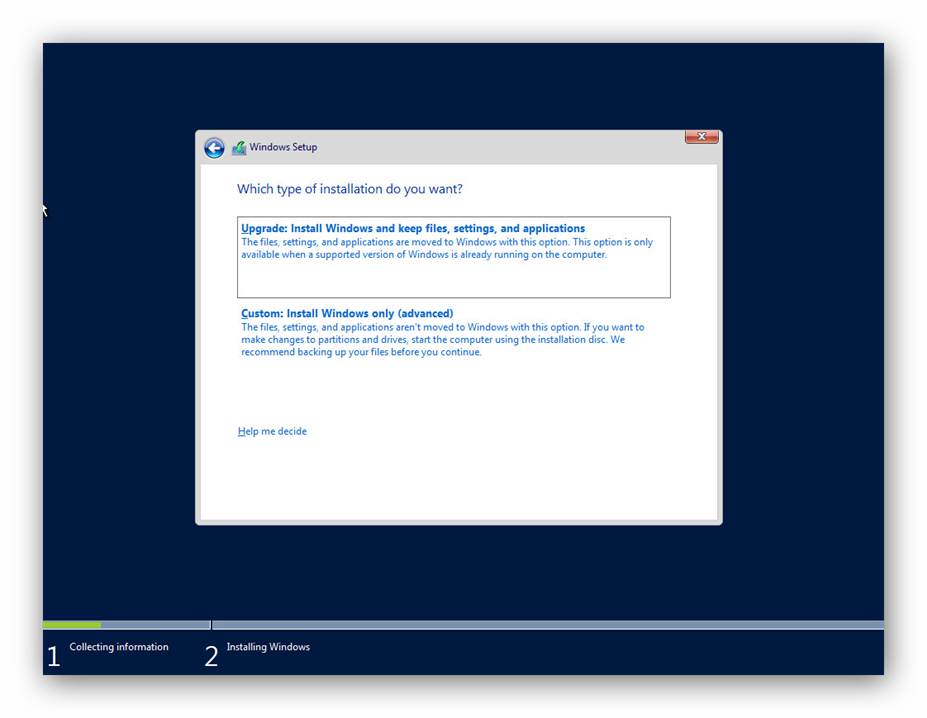 Windows Setup
Which type of installation do you want?
Upgrade: Install Windows and keep files, settings, and applications
The files, settings, and applications are moved to Windows with this option. This option is only
available when a supported version of Windows is already running on the computer.
Custom: Install Windows only (advanced)
The files, settings, and applications aren't moved to Windows with this option. If you want to
make changes to partitions and drives, start the computer using the installation disc. We
recommend backing up your files before you continue.
Help me decide
1 Collecting information
2 Installing Windows